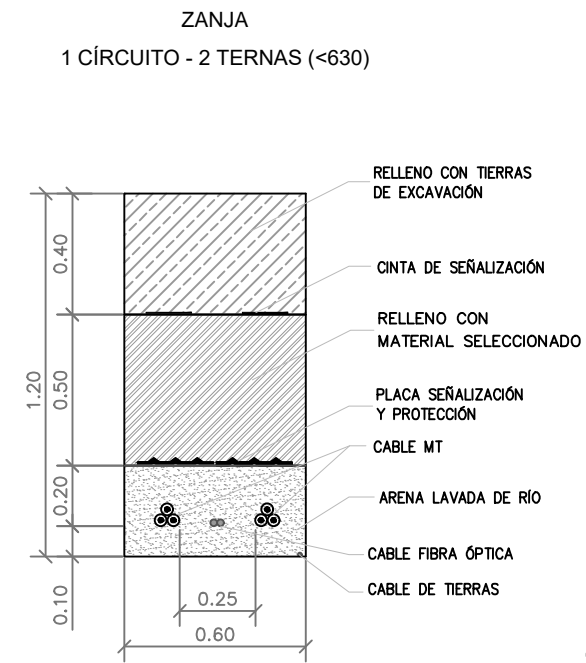 ZANJA
1 CÍRCUITO - 2 TERNAS (<630)
RELLENO CON TIERRAS
DE EXCAVACIÓN
0.40
CINTA DE SEÑALIZACIÓN
RELLENO CON
MATERIAL SELECCIONADO
1.20
0.50
PLACA SEÑALIZACIÓN
Y PROTECCIÓN
CABLE MT
0.20
ARENA LAVADA DE RÍO
CABLE FIBRA ÓPTICA
CABLE DE TIERRAS
0.10
0.25
0.60